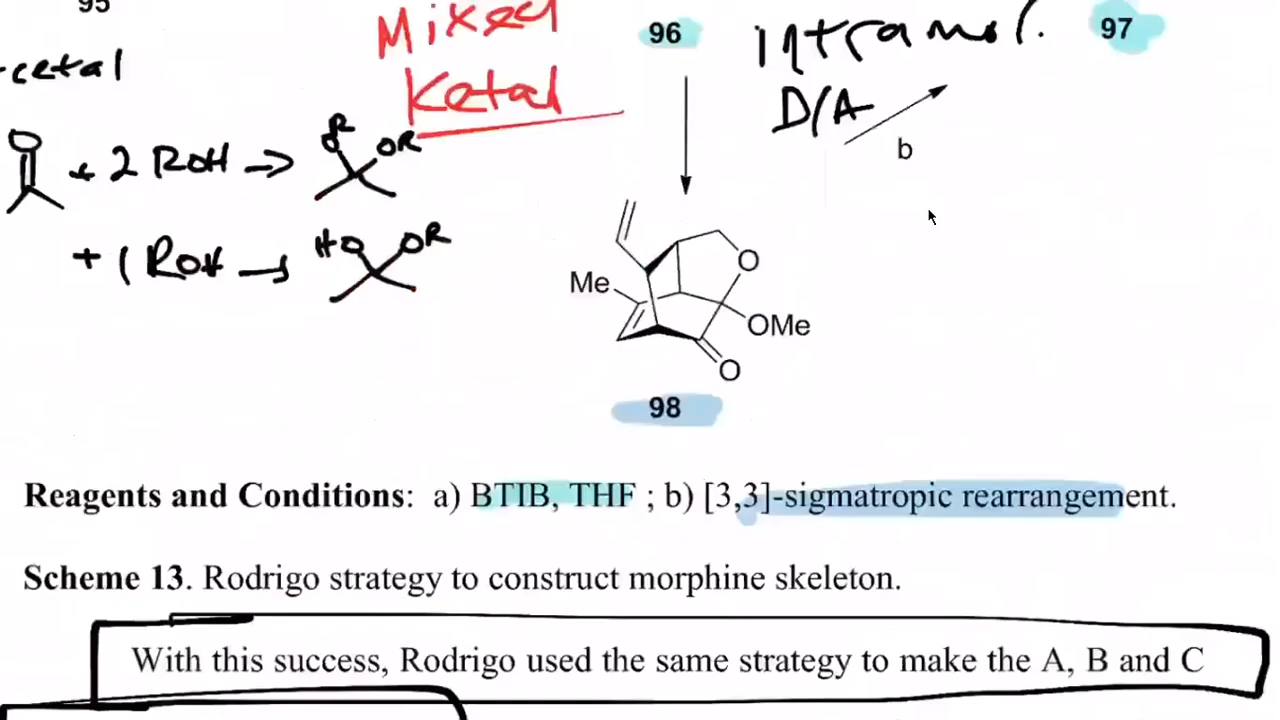 95
Mixed
96
intramol.
97
cetal
Ketal
D/A
b
O + 2 ROH → OR OR
+ 1 ROH → HO OR
O
Me
OMe
O
98
Reagents and Conditions: a) BTIB, THF ; b) [3,3]-sigmatropic rearrangement.
Scheme 13. Rodrigo strategy to construct morphine skeleton.
With this success, Rodrigo used the same strategy to make the A, B and C